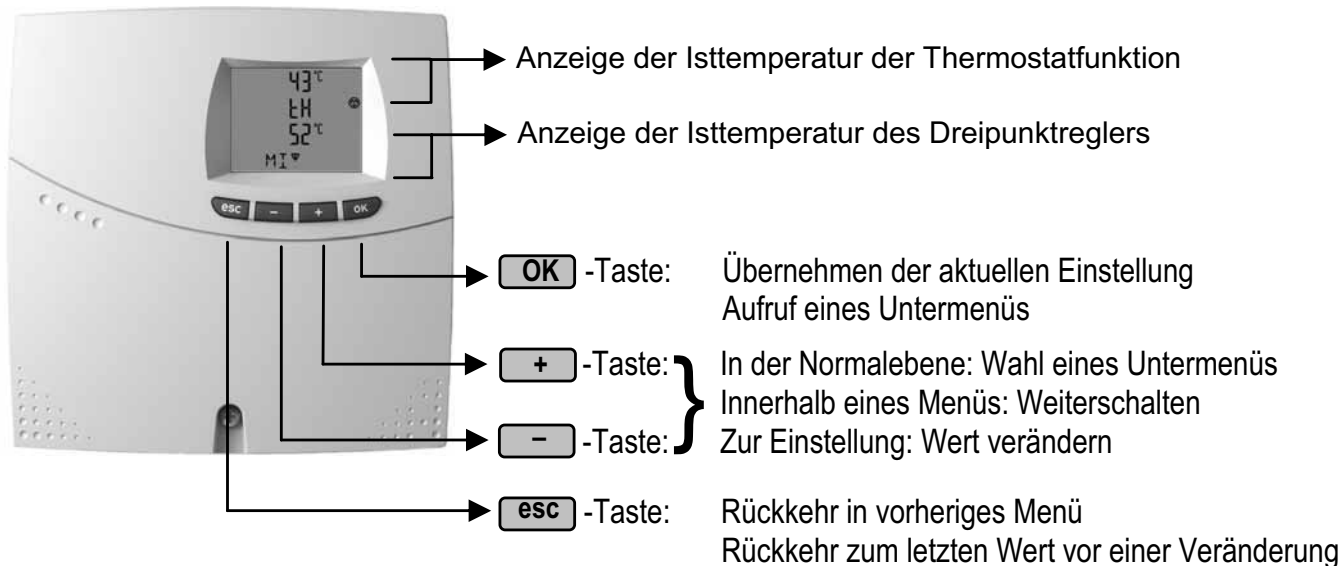 43°C
Anzeige der Isttemperatur der Thermostatfunktion
tH
52°C
Anzeige der Isttemperatur des Dreipunktreglers
MI
esc - + OK
OK -Taste: Übernehmen der aktuellen Einstellung
Aufruf eines Untermenüs
+ -Taste: } In der Normalebene: Wahl eines Untermenüs
Innerhalb eines Menüs: Weiterschalten
– -Taste: Zur Einstellung: Wert verändern
esc -Taste: Rückkehr in vorheriges Menü
Rückkehr zum letzten Wert vor einer Veränderung